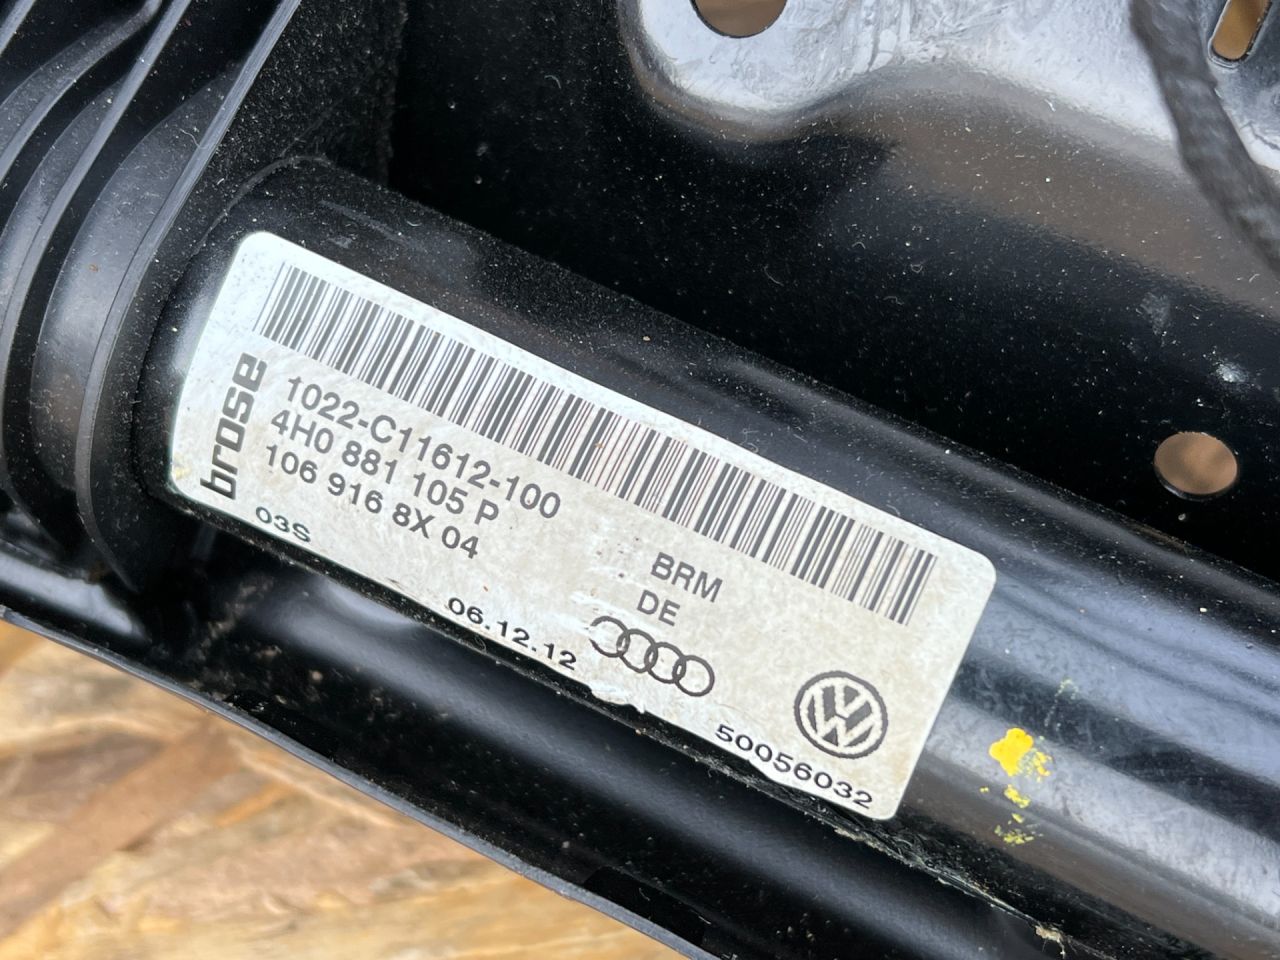 brose
1022-C11612-100
4H0 881 105 P
106 916 8X 04
03S
06.12.12
BRM
DE
50056032